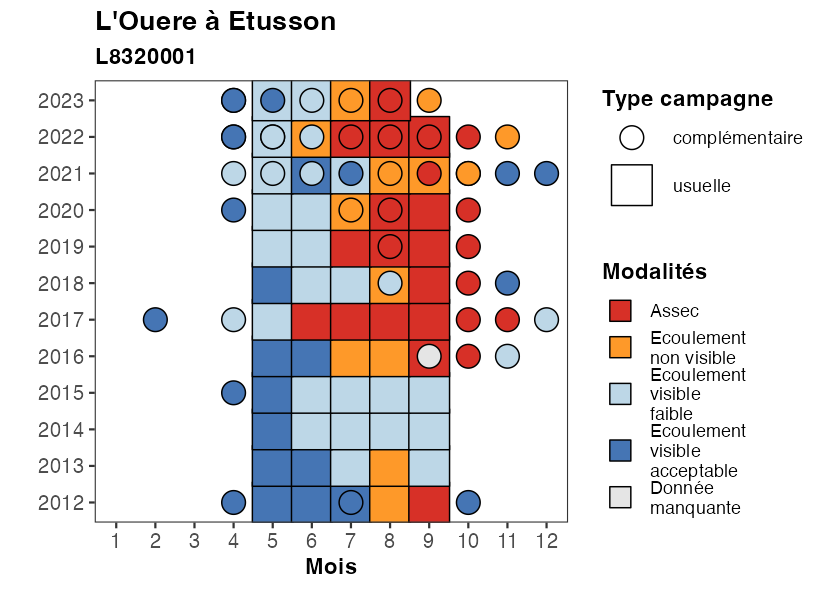 L'Ouere à Etusson
L8320001
2023
2022
2021
2020
2019
2018
2017
2016
2015
2014
2013
2012
1 2 3 4 5 6 7 8 9 10 11 12
Mois
Type campagne
complémentaire
usuelle
Modalités
Assec
Ecoulement
non visible
Ecoulement
visible
faible
Ecoulement
visible
acceptable
Donnée
manquante